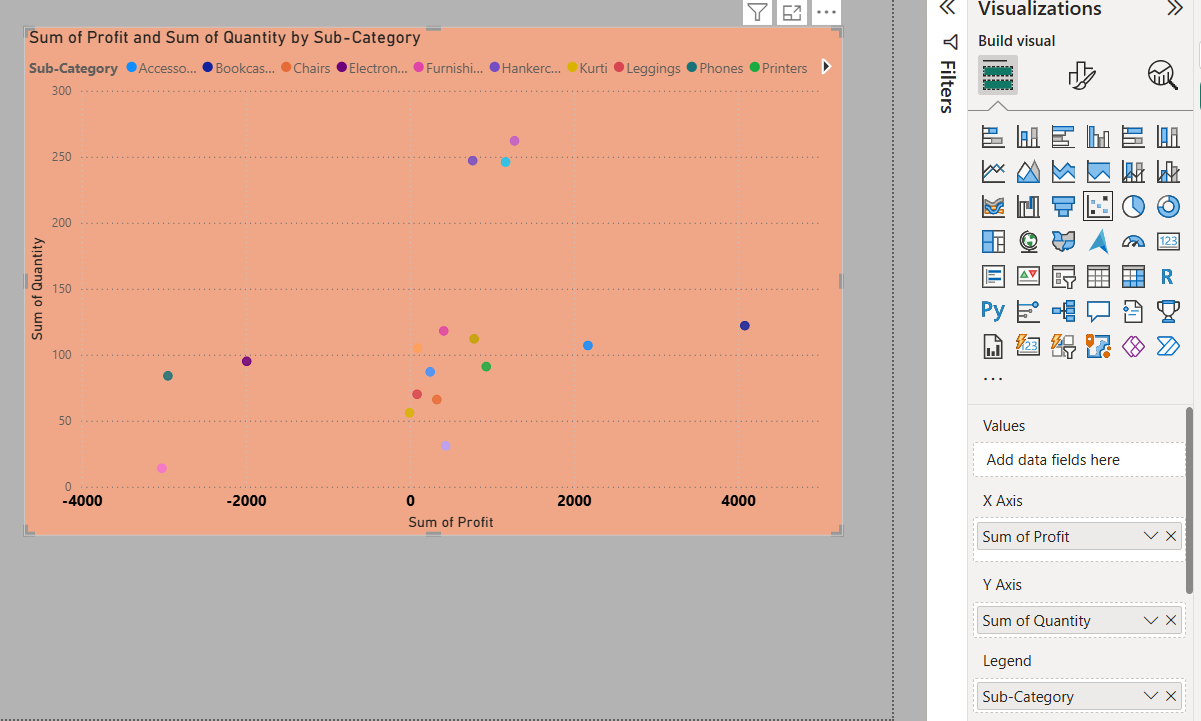 Sum of Profit and Sum of Quantity by Sub-Category
Sub-Category Accesso... Bookcas... Chairs Electron... Furnishi... Hankerc... Kurti Leggings Phones Printers
300
250
200
150
100
50
0
Sum of Quantity
-4000 -2000 0 2000 4000
Sum of Profit
Filters
Visualizations
Build visual
123
R
Py
123
...
Values
Add data fields here
X Axis
Sum of Profit
Y Axis
Sum of Quantity
Legend
Sub-Category